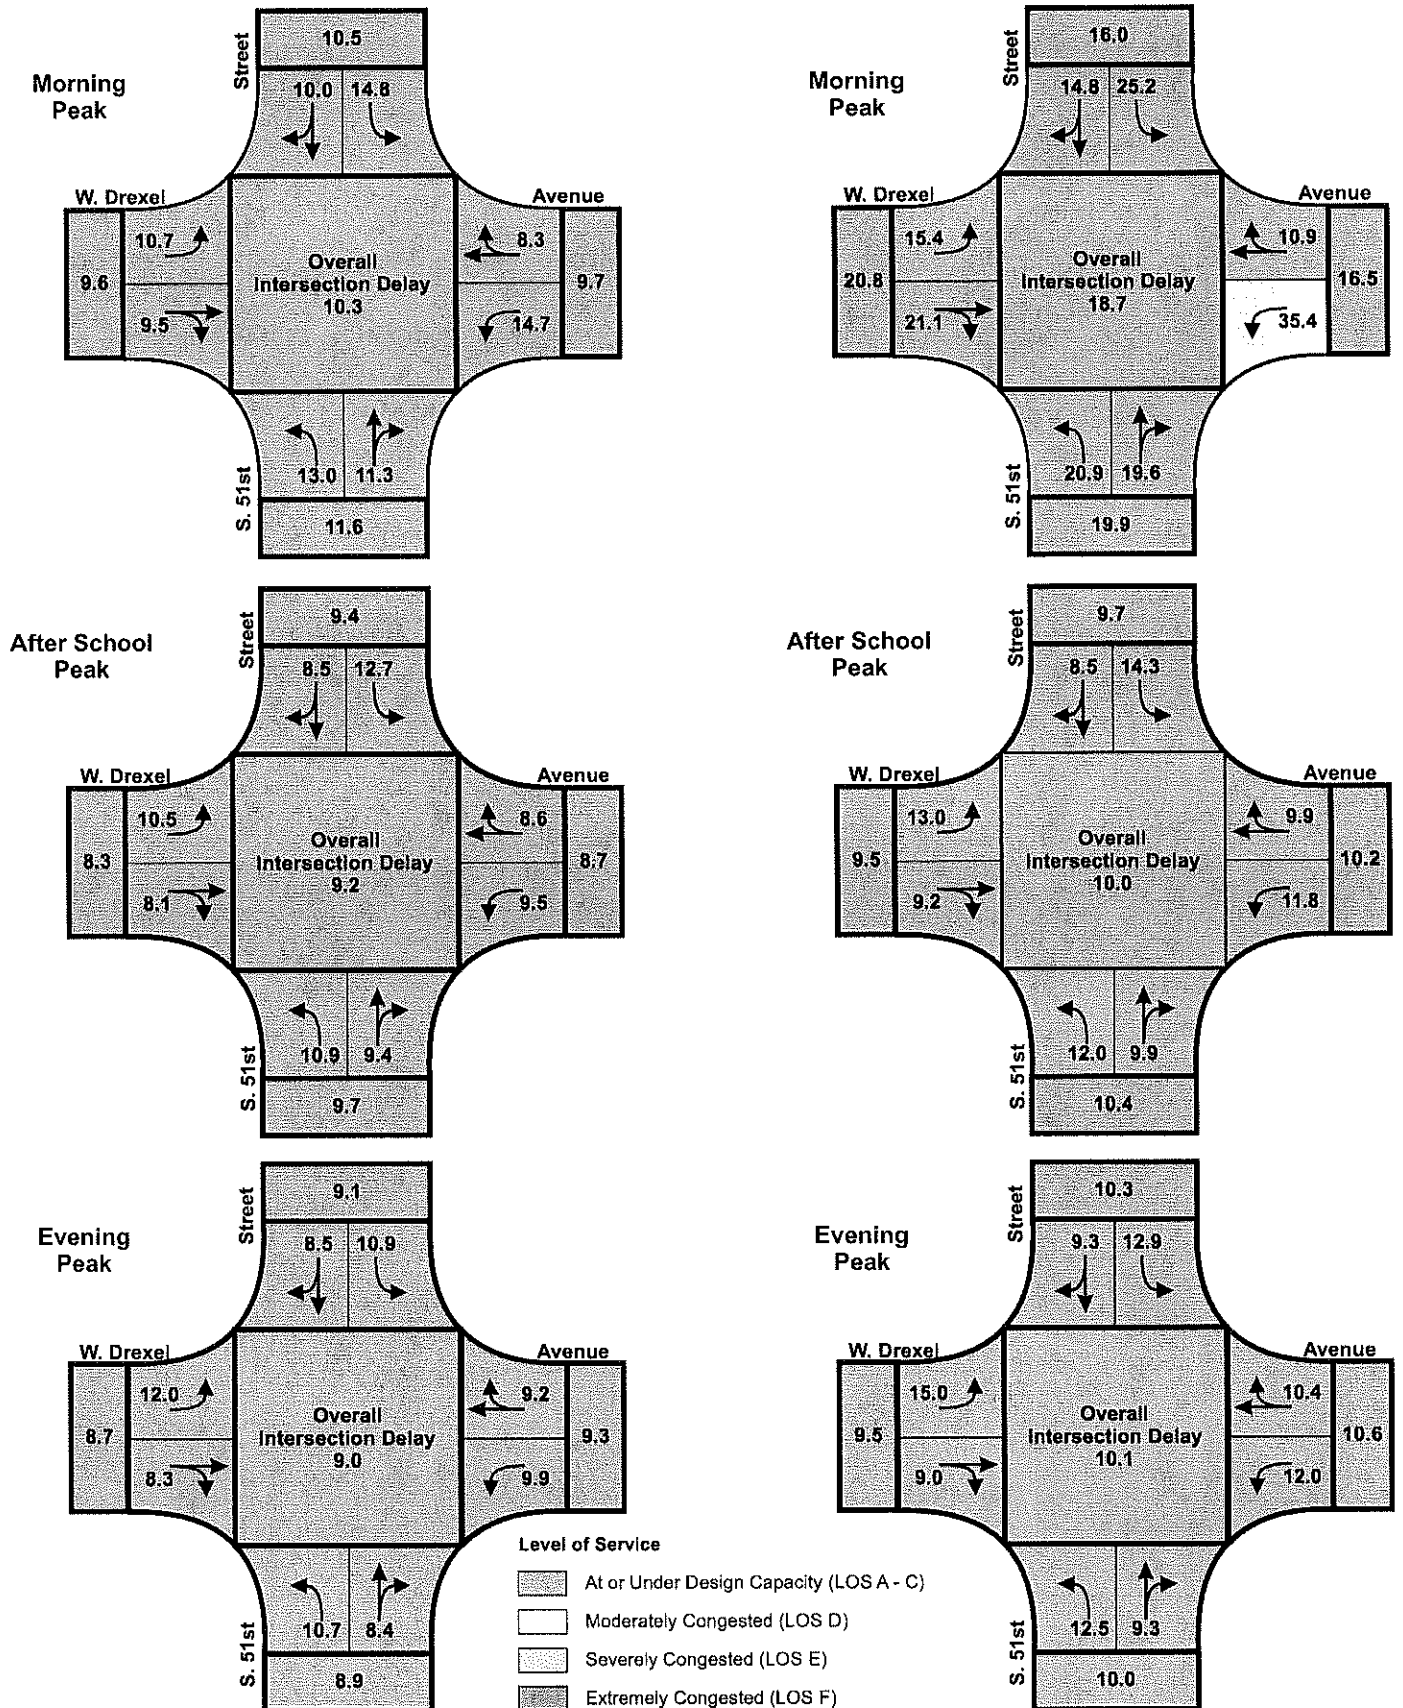 Morning
Peak
Street
10.5
10.0 14.8
W. Drexel
Avenue
10.7
9.5
9.6
Overall
Intersection Delay
10.3
8.3
14.7
9.7
13.0 11.3
S. 51st
11.6
Morning
Peak
Street
16.0
14.8 25.2
W. Drexel
Avenue
15.4
21.1
20.8
Overall
Intersection Delay
18.7
10.9
35.4
16.5
20.9 19.6
S. 51st
19.9
After School
Peak
Street
9.4
8.5 12.7
W. Drexel
Avenue
10.5
8.1
8.3
Overall
Intersection Delay
9.2
8.6
9.5
8.7
10.9 9.4
S. 51st
9.7
After School
Peak
Street
9.7
8.5 14.3
W. Drexel
Avenue
13.0
9.2
9.5
Overall
Intersection Delay
10.0
9.9
11.8
10.2
12.0 9.9
S. 51st
10.4
Evening
Peak
Street
9.1
8.5 10.9
W. Drexel
Avenue
12.0
8.3
8.7
Overall
Intersection Delay
9.0
9.2
9.9
9.3
10.7 8.4
S. 51st
8.9
Evening
Peak
Street
10.3
9.3 12.9
W. Drexel
Avenue
15.0
9.0
9.5
Overall
Intersection Delay
10.1
10.4
12.0
10.6
12.5 9.3
S. 51st
10.0
Level of Service
At or Under Design Capacity (LOS A - C)
Moderately Congested (LOS D)
Severely Congested (LOS E)
Extremely Congested (LOS F)